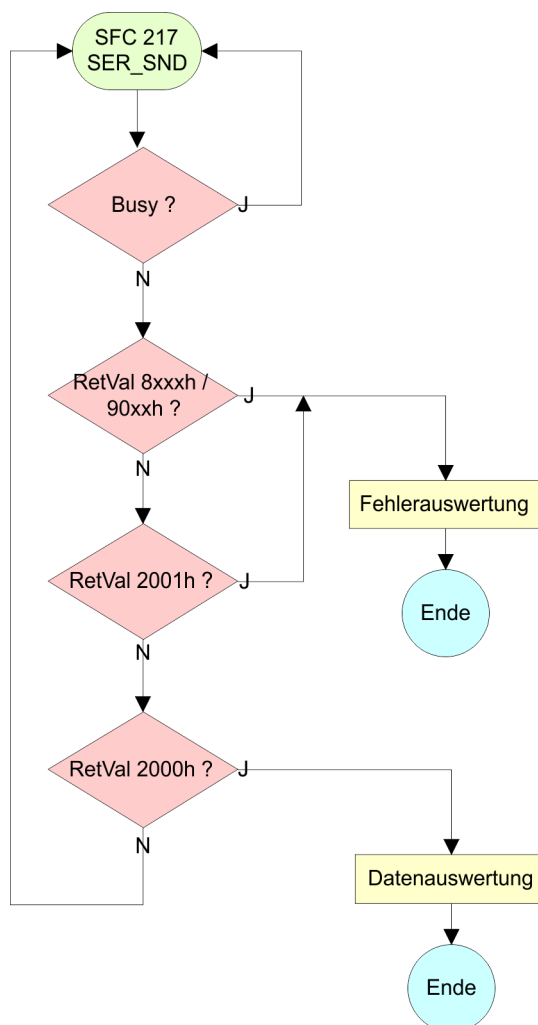 SFC 217
SER_SND
Busy ?
J
N
RetVal 8xxxh /
90xxh ?
J
N
Fehlerauswertung
RetVal 2001h ?
J
Ende
N
RetVal 2000h ?
J
N
Datenauswertung
Ende